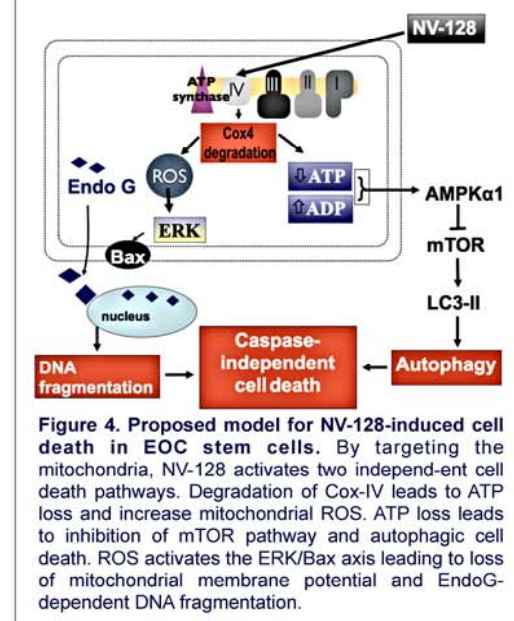 NV-128
ATP
synthase
IV
III
II
I
Cox4
degradation
ROS
Endo G
⇩ATP
⇧ADP
AMPKα1
ERK
Bax
mTOR
LC3-II
nucleus
DNA
fragmentation
Caspase-
independent
cell death
Autophagy
Figure 4. Proposed model for NV-128-induced cell
death in EOC stem cells. By targeting the
mitochondria, NV-128 activates two independ-ent cell
death pathways. Degradation of Cox-IV leads to ATP
loss and increase mitochondrial ROS. ATP loss leads
to inhibition of mTOR pathway and autophagic cell
death. ROS activates the ERK/Bax axis leading to loss
of mitochondrial membrane potential and EndoG-
dependent DNA fragmentation.